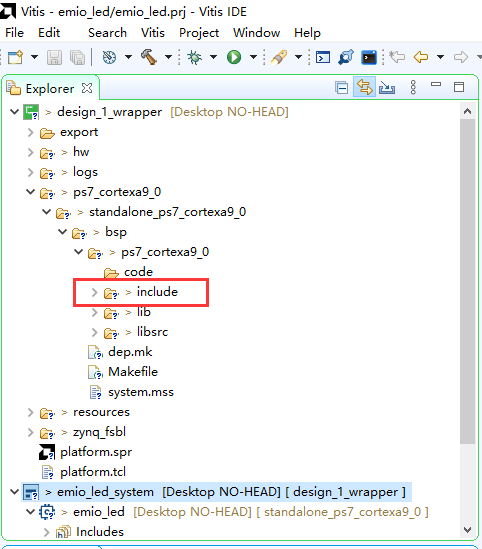 Vitis - emio_led/emio_led.prj - Vitis IDE
File Edit Search Vitis Project Window Help
Explorer
> design_1_wrapper [Desktop NO-HEAD]
export
> hw
> logs
> ps7_cortexa9_0
> standalone_ps7_cortexa9_0
> bsp
> ps7_cortexa9_0
code
> include
> lib
> libsrc
dep.mk
Makefile
system.mss
> resources
> zynq_fsbl
platform.spr
platform.tcl
> emio_led_system [Desktop NO-HEAD] [ design_1_wrapper ]
> emio_led [Desktop NO-HEAD] [ standalone_ps7_cortexa9_0 ]
> Includes